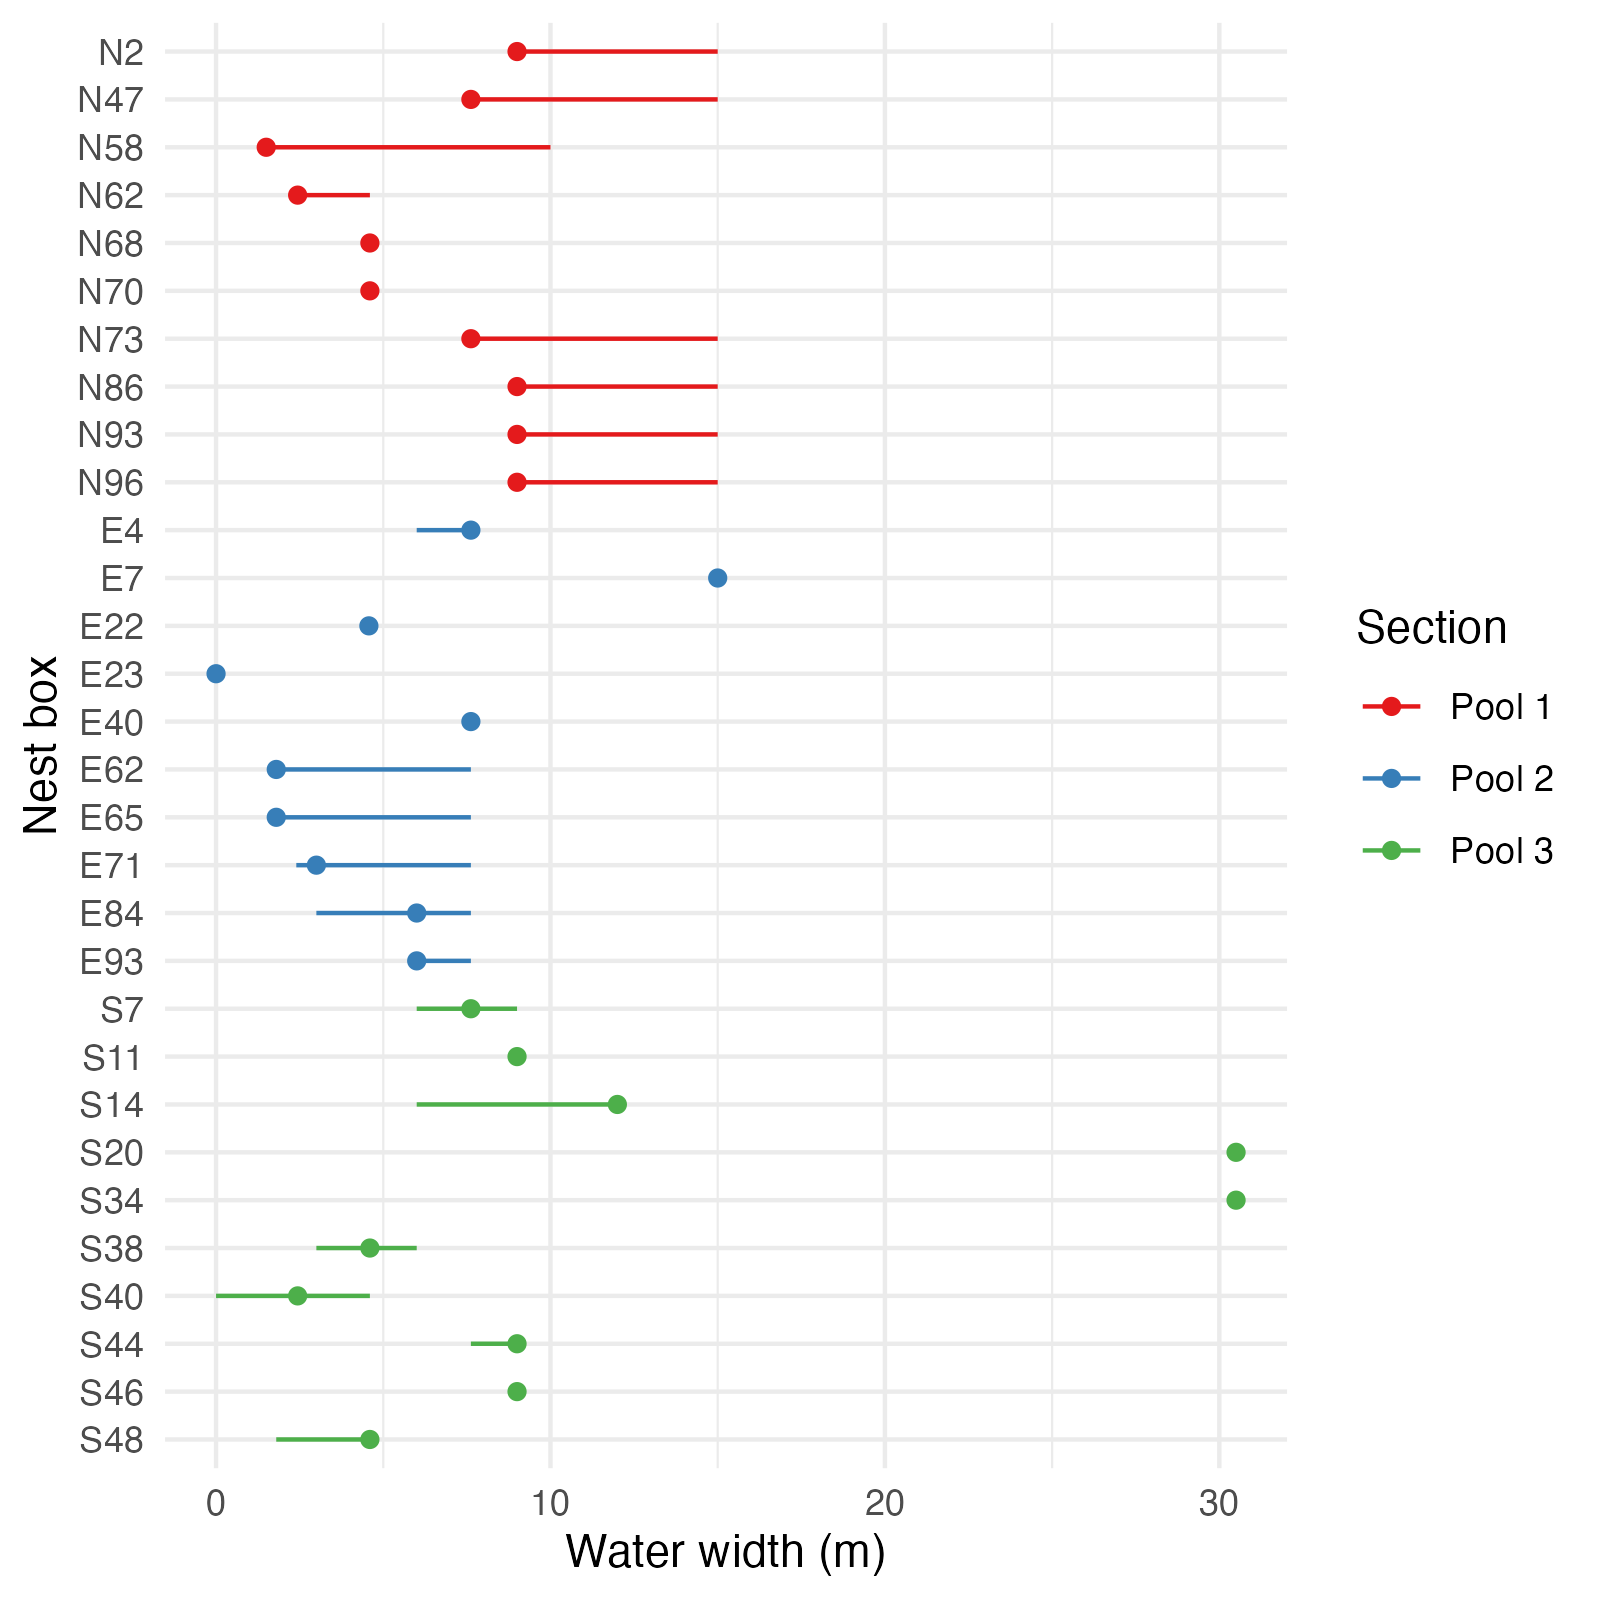 N2
N47
N58
N62
N68
N70
N73
N86
N93
N96
E4
E7
E22
E23
E40
E62
E65
E71
E84
E93
S7
S11
S14
S20
S34
S38
S40
S44
S46
S48
Nest box
0 10 20 30
Water width (m)
Section
Pool 1
Pool 2
Pool 3